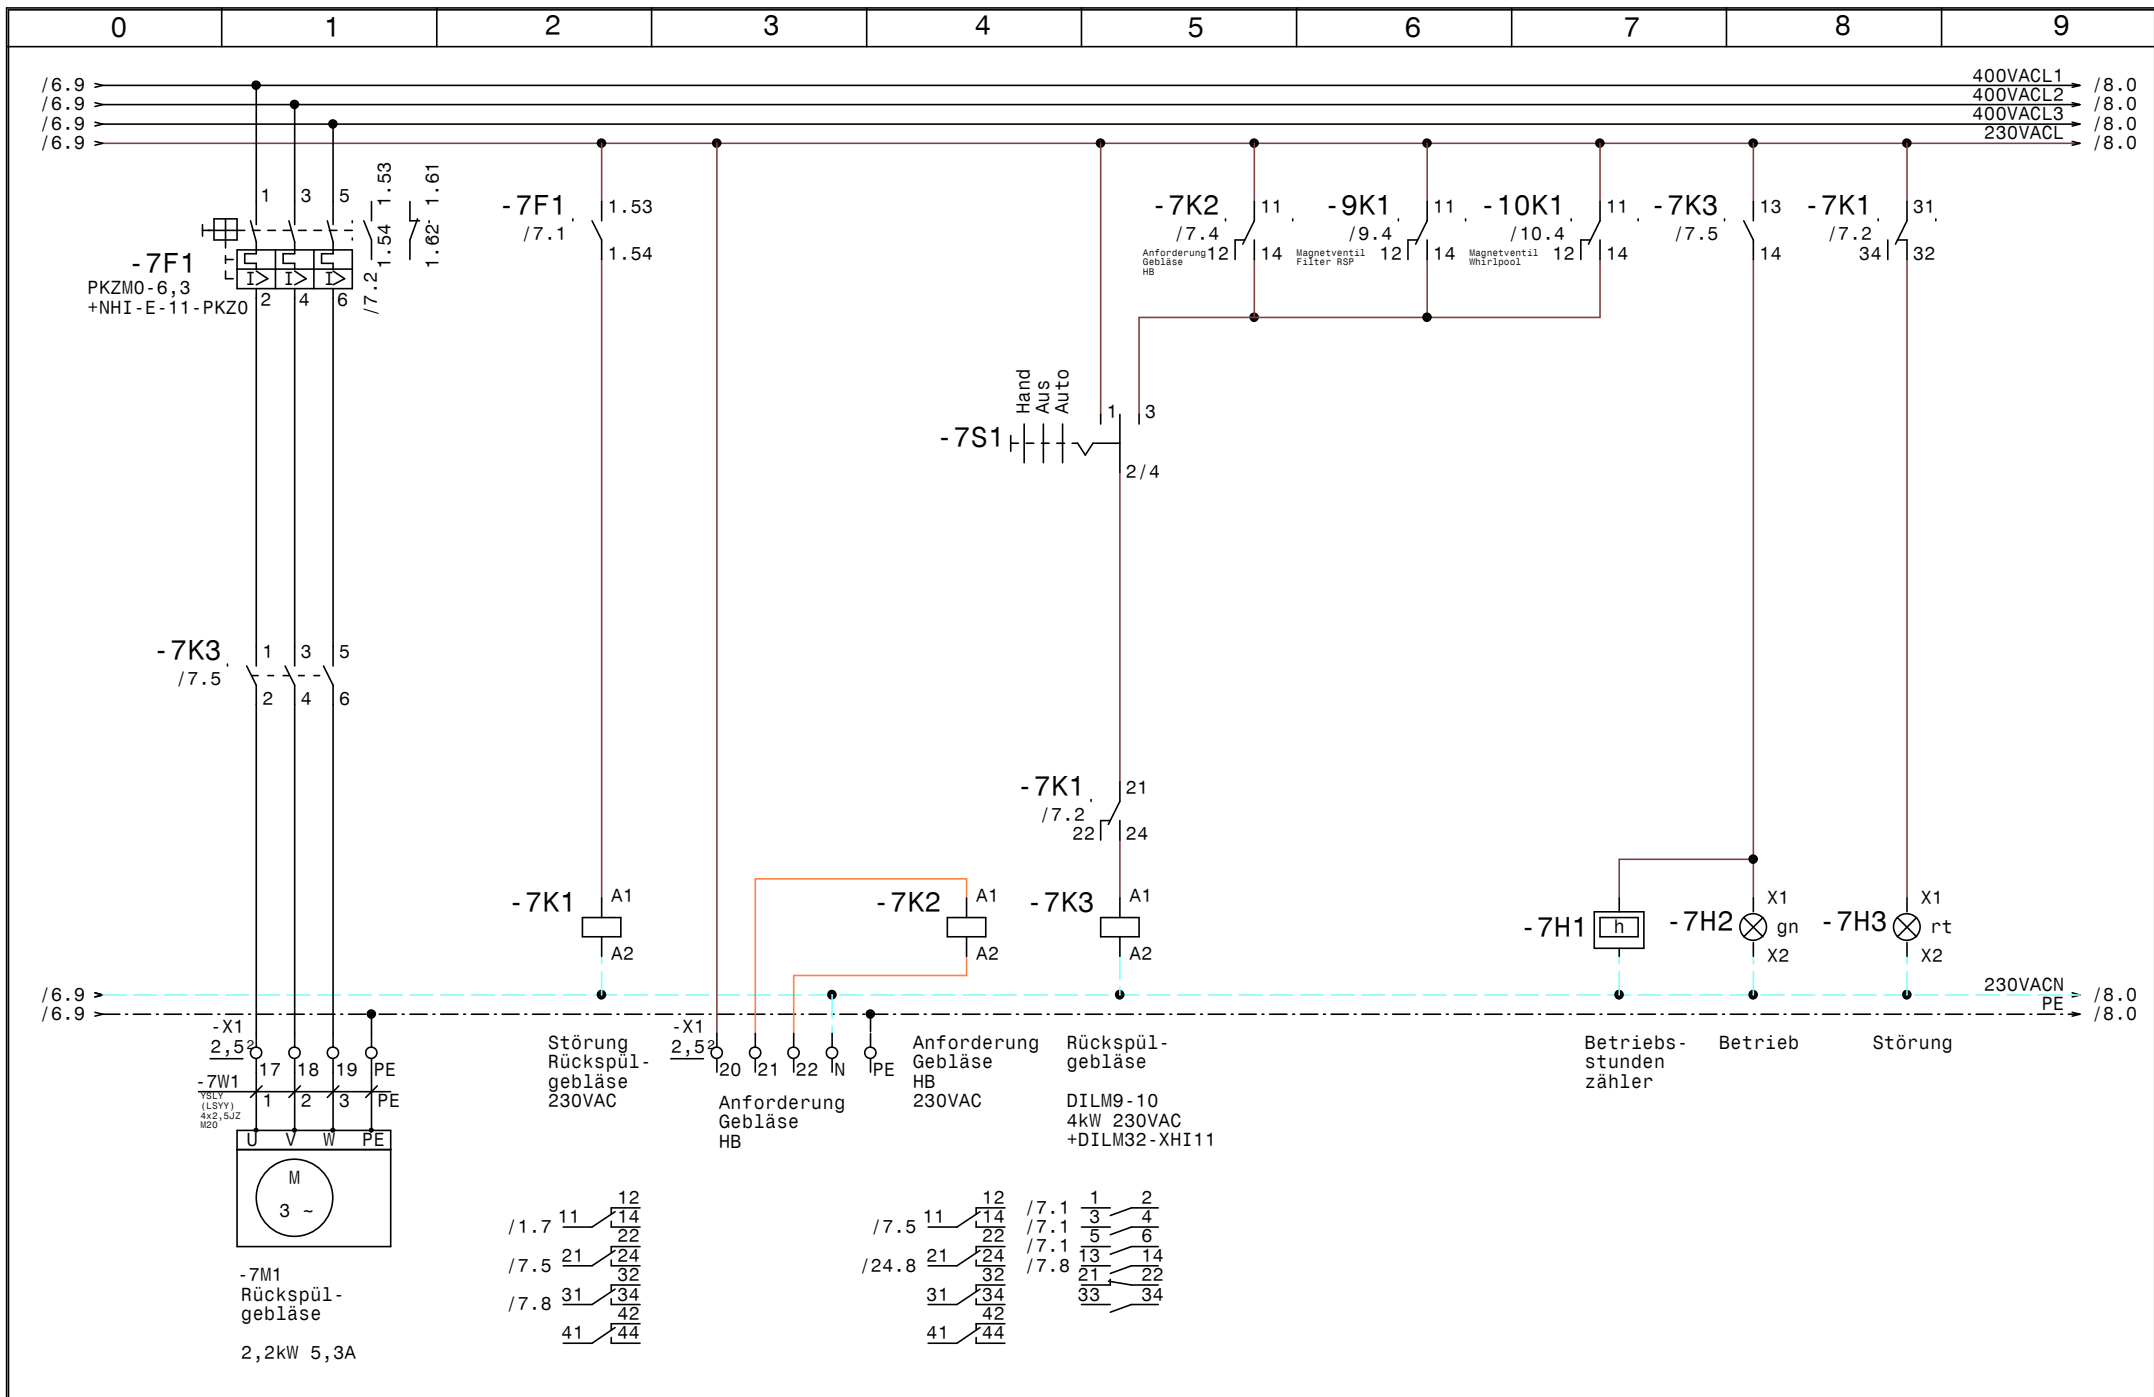 0 1 2 3 4 5 6 7 8 9
/6.9 400VACL1 /8.0
/6.9 400VACL2 /8.0
/6.9 400VACL3 /8.0
/6.9 230VACL /8.0
1 3 5
1.53
1.54
1.61
1.62
/7.2
-7F1
PKZM0-6,3
+NHI-E-11-PKZ0
I> I> I>
2 4 6
-7F1
/7.1
1.53
1.54
-7K2
/7.4
Anforderung
Gebläse
HB
11
12 14
-9K1
/9.4
Magnetventil
Filter RSP
11
12 14
-10K1
/10.4
Magnetventil
Whirlpool
11
12 14
-7K3
/7.5
13
14
-7K1
/7.2
31
34 32
Hand
Aus
Auto
-7S1
1 3
2/4
-7K3
/7.5
1 3 5
2 4 6
-7K1
/7.2
21
22 24
-7K1
A1
A2
-7K2
A1
A2
-7K3
A1
A2
-7H1
h
-7H2
X1
gn
X2
-7H3
X1
rt
X2
/6.9 230VACN /8.0
/6.9 PE /8.0
-X1
2,5²
17 18 19 PE
-7W1
YSLY
(LSYY)
4x2,5JZ
M20
1 2 3 PE
U V W PE
M
3 ~
-7M1
Rückspül-
gebläse
2,2kW 5,3A
Störung
Rückspül-
gebläse
230VAC
-X1
2,5²
20 21 22 N PE
Anforderung
Gebläse
HB
Anforderung
Gebläse
HB
230VAC
Rückspül-
gebläse
DILM9-10
4kW 230VAC
+DILM32-XHI11
Betriebs-
stunden
zähler
Betrieb
Störung
12
/1.7 11 14
22
/7.5 21 24
32
/7.8 31 34
42
41 44
12
/7.5 11 14
22
/24.8 21 24
32
31 34
42
41 44
/7.1 1 2
/7.1 3 4
/7.1 5 6
/7.8 13 14
21 22
33 34